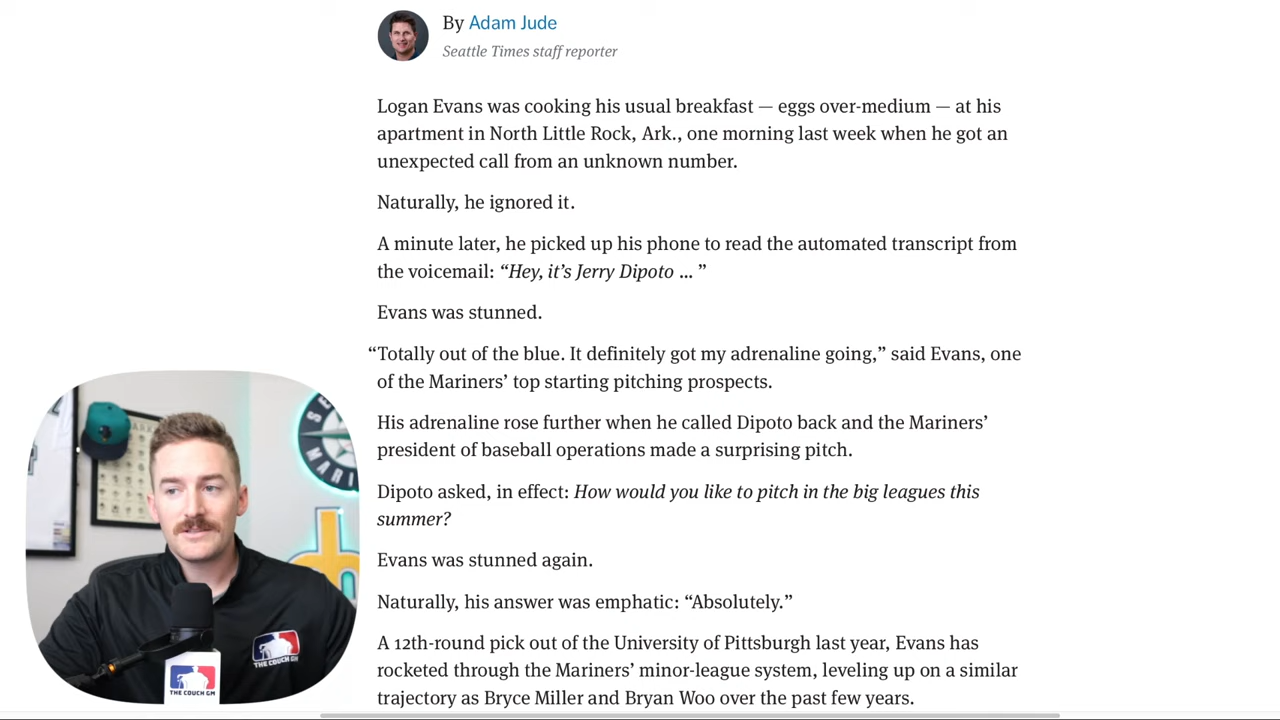 By Adam Jude
Seattle Times staff reporter
Logan Evans was cooking his usual breakfast — eggs over-medium — at his
apartment in North Little Rock, Ark., one morning last week when he got an
unexpected call from an unknown number.
Naturally, he ignored it.
A minute later, he picked up his phone to read the automated transcript from
the voicemail: “Hey, it’s Jerry Dipoto ... ”
Evans was stunned.
“Totally out of the blue. It definitely got my adrenaline going,” said Evans, one
of the Mariners’ top starting pitching prospects.
His adrenaline rose further when he called Dipoto back and the Mariners’
president of baseball operations made a surprising pitch.
Dipoto asked, in effect: How would you like to pitch in the big leagues this
summer?
Evans was stunned again.
Naturally, his answer was emphatic: “Absolutely.”
A 12th-round pick out of the University of Pittsburgh last year, Evans has
rocketed through the Mariners’ minor-league system, leveling up on a similar
trajectory as Bryce Miller and Bryan Woo over the past few years.
THE COUCH GM
THE COUCH GM